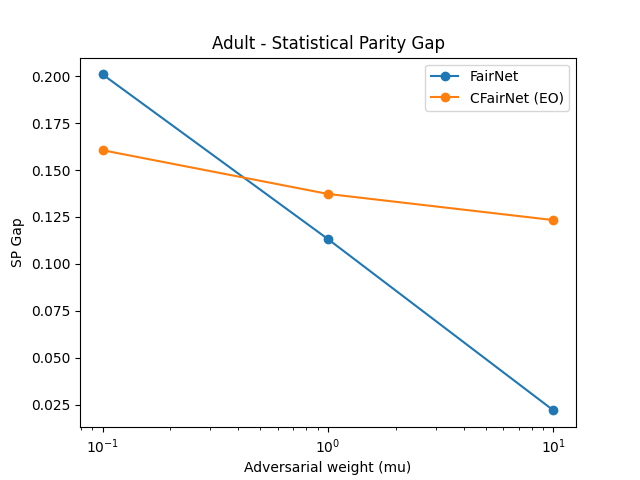 Adult - Statistical Parity Gap
FairNet
CFairNet (EO)
SP Gap
0.200
0.175
0.150
0.125
0.100
0.075
0.050
0.025
10⁻¹
10⁰
10¹
Adversarial weight (mu)